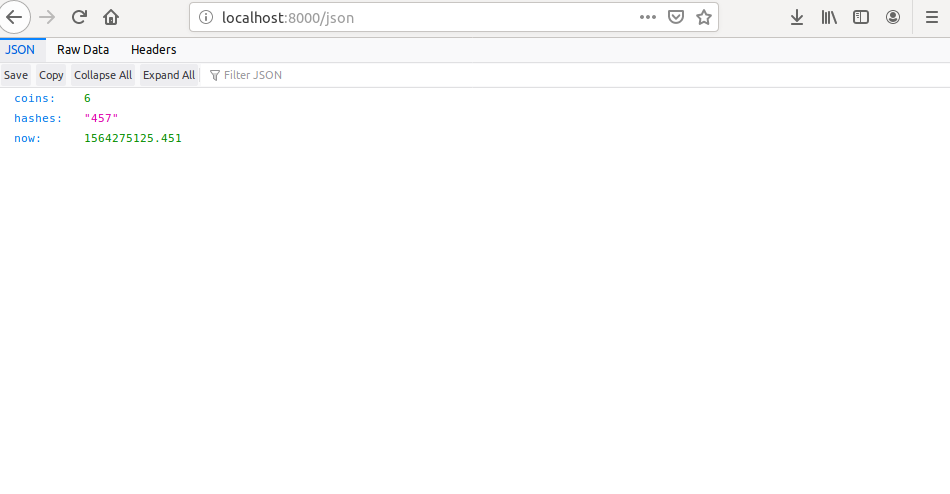 localhost:8000/json
JSON Raw Data Headers
Save Copy Collapse All Expand All Filter JSON
coins: 6
hashes: "457"
now: 1564275125.451